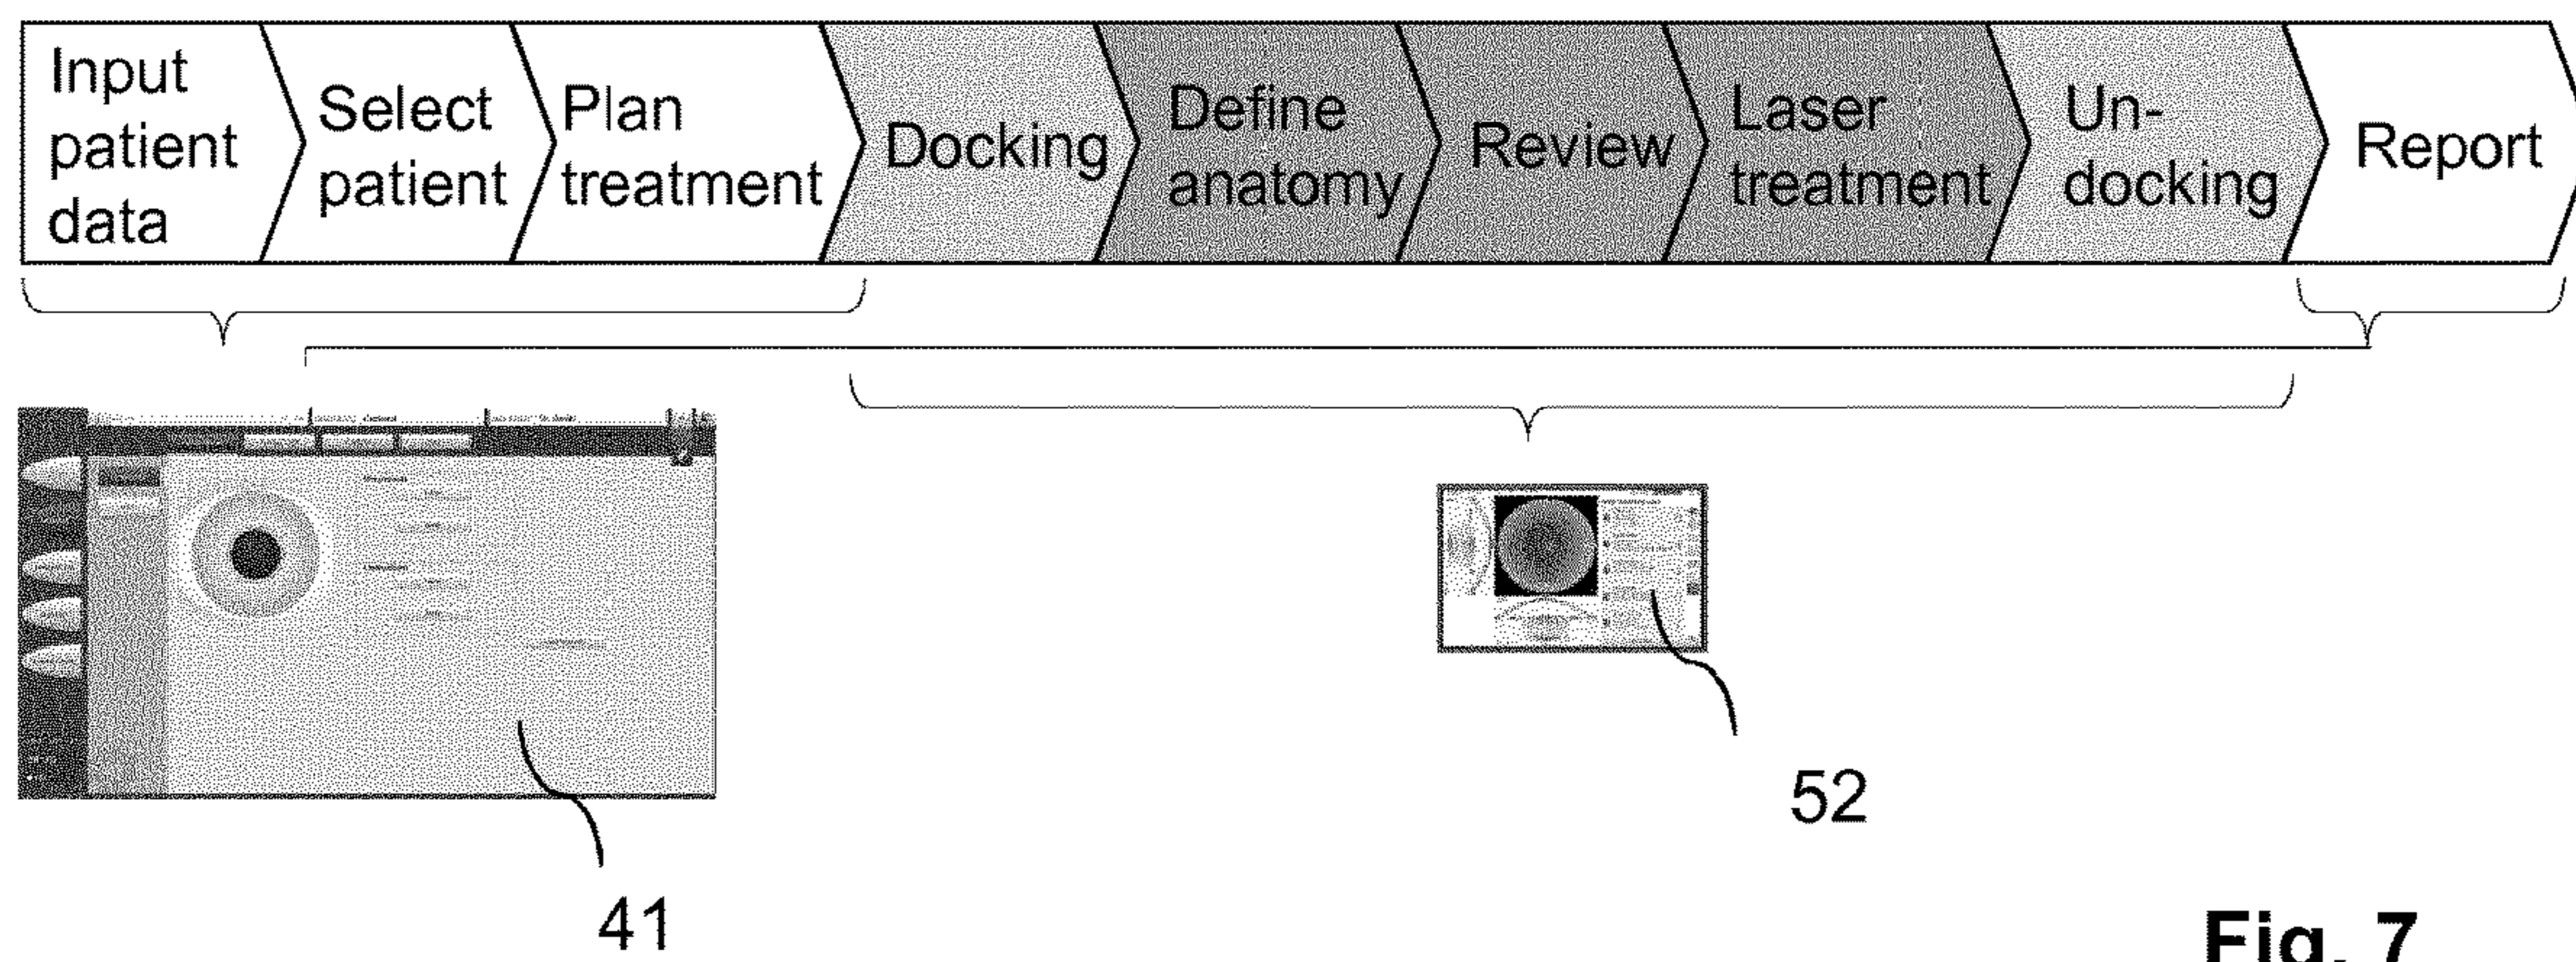 Input
patient
data
Select
patient
Plan
treatment
Docking
Define
anatomy
Review
Laser
treatment
Un-
docking
Report
52
41
Fig. 7